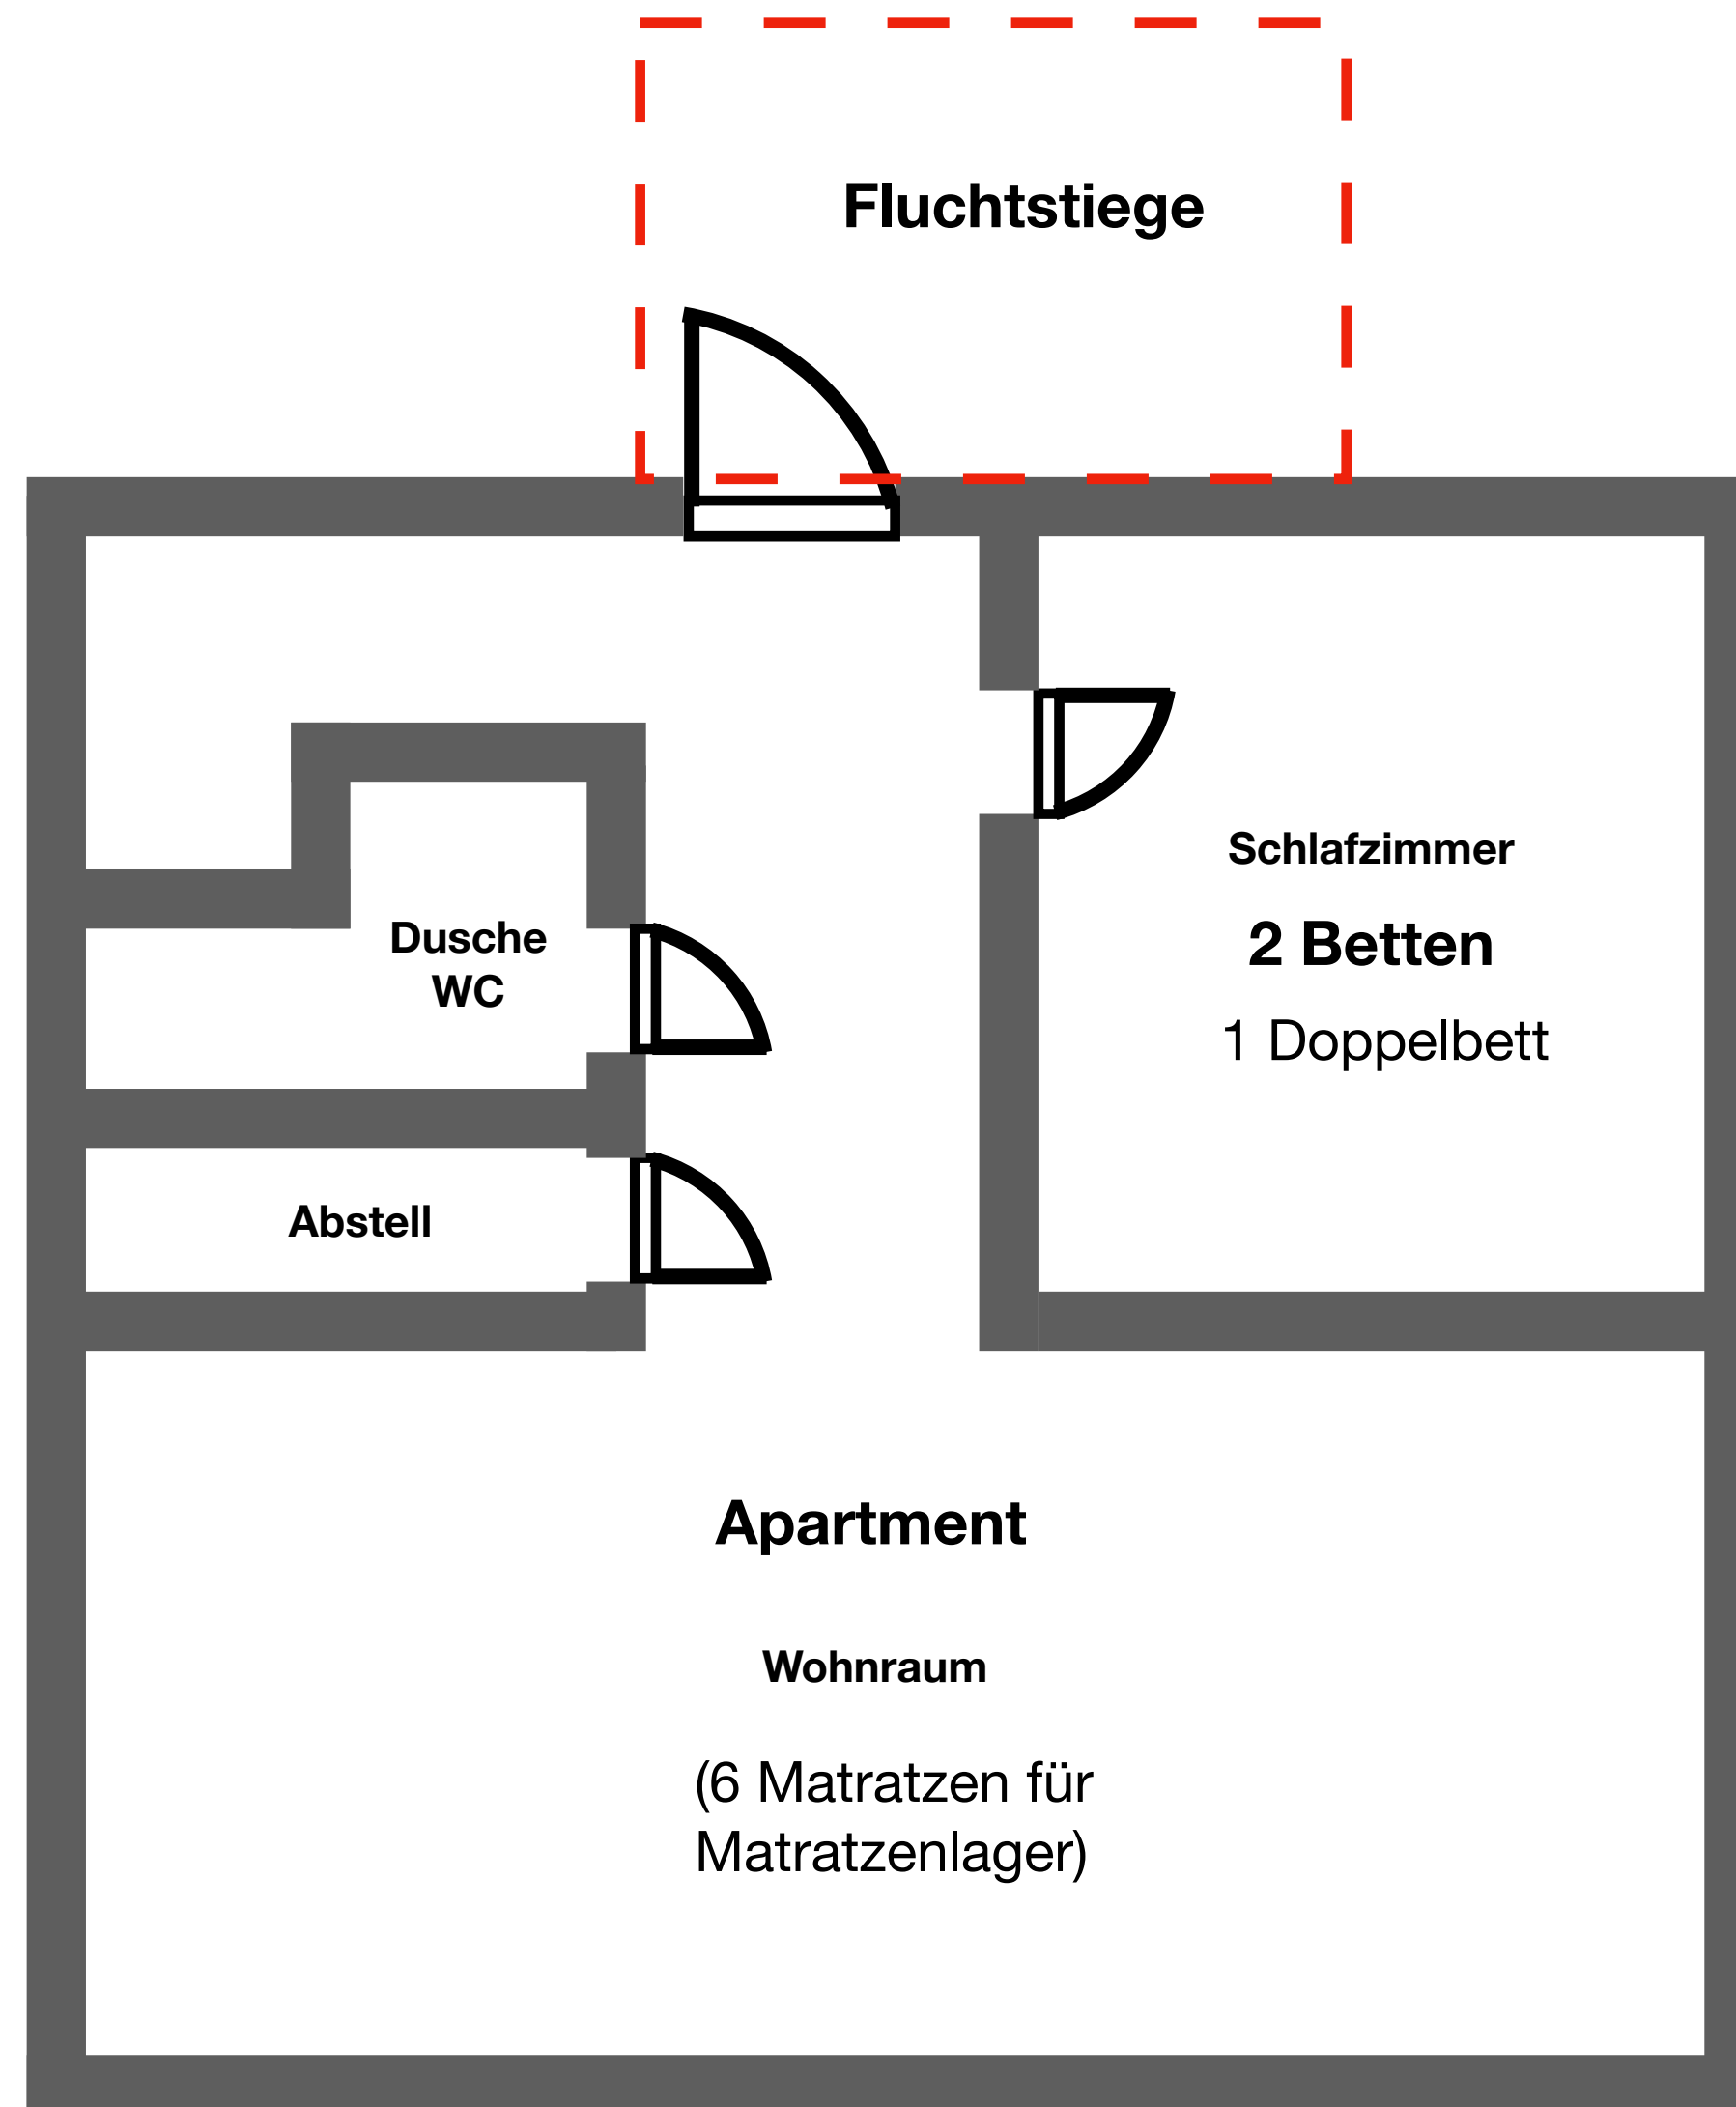 Fluchtstiege
Schlafzimmer
2 Betten
1 Doppelbett
Dusche
WC
Abstell
Apartment
Wohnraum
(6 Matratzen für
Matratzenlager)